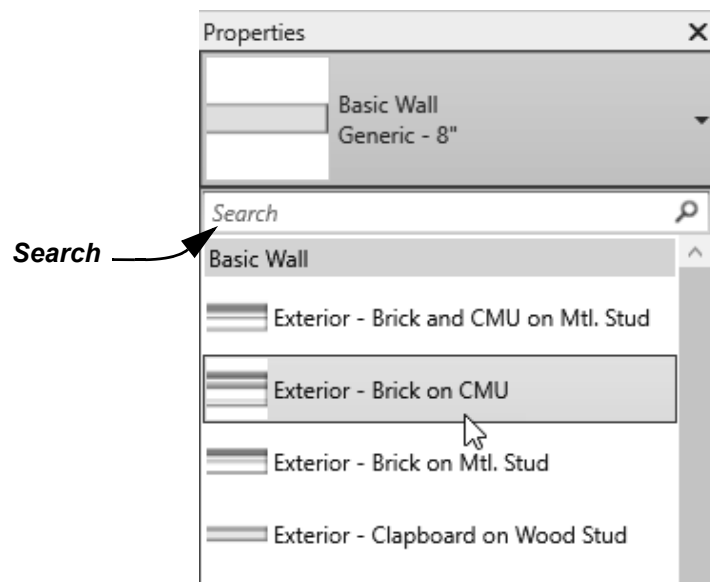 Properties
Basic Wall
Generic - 8"
Search
Search
Basic Wall
Exterior - Brick and CMU on Mtl. Stud
Exterior - Brick on CMU
Exterior - Brick on Mtl. Stud
Exterior - Clapboard on Wood Stud